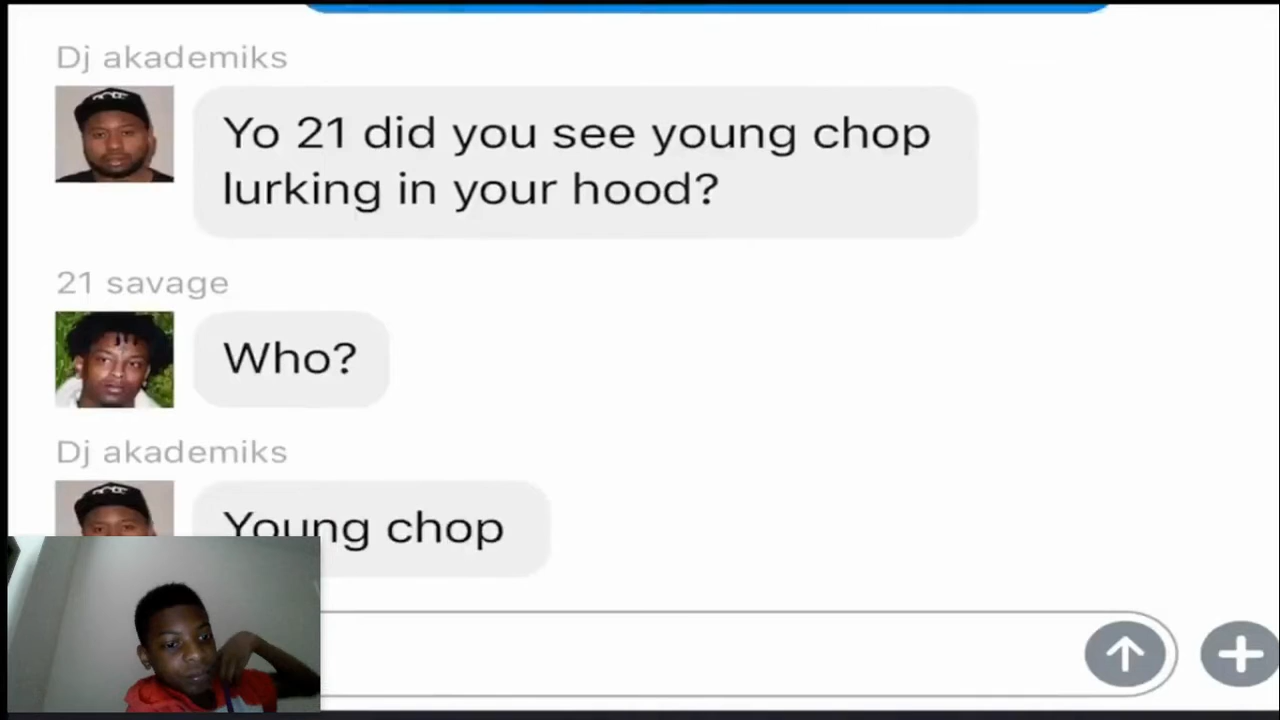 Dj akademiks
Yo 21 did you see young chop
lurking in your hood?
21 savage
Who?
Dj akademiks
Young chop